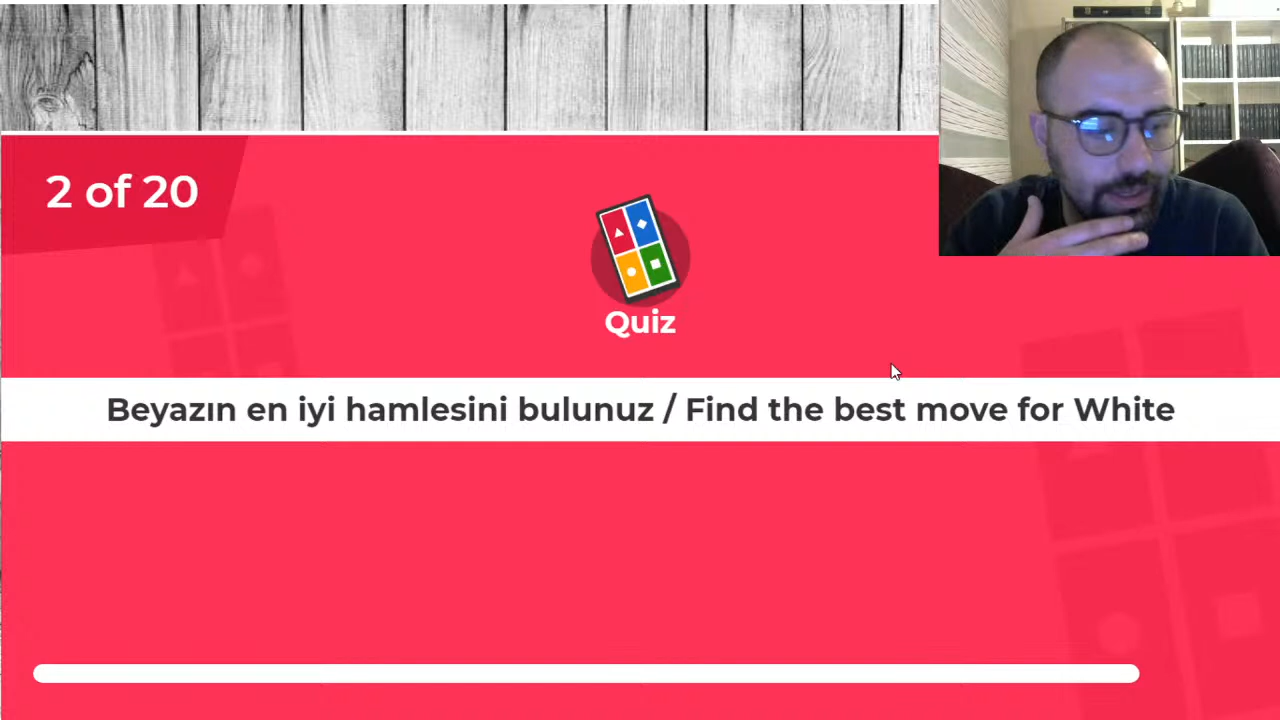 2 of 20
Quiz
Beyazın en iyi hamlesini bulunuz / Find the best move for White